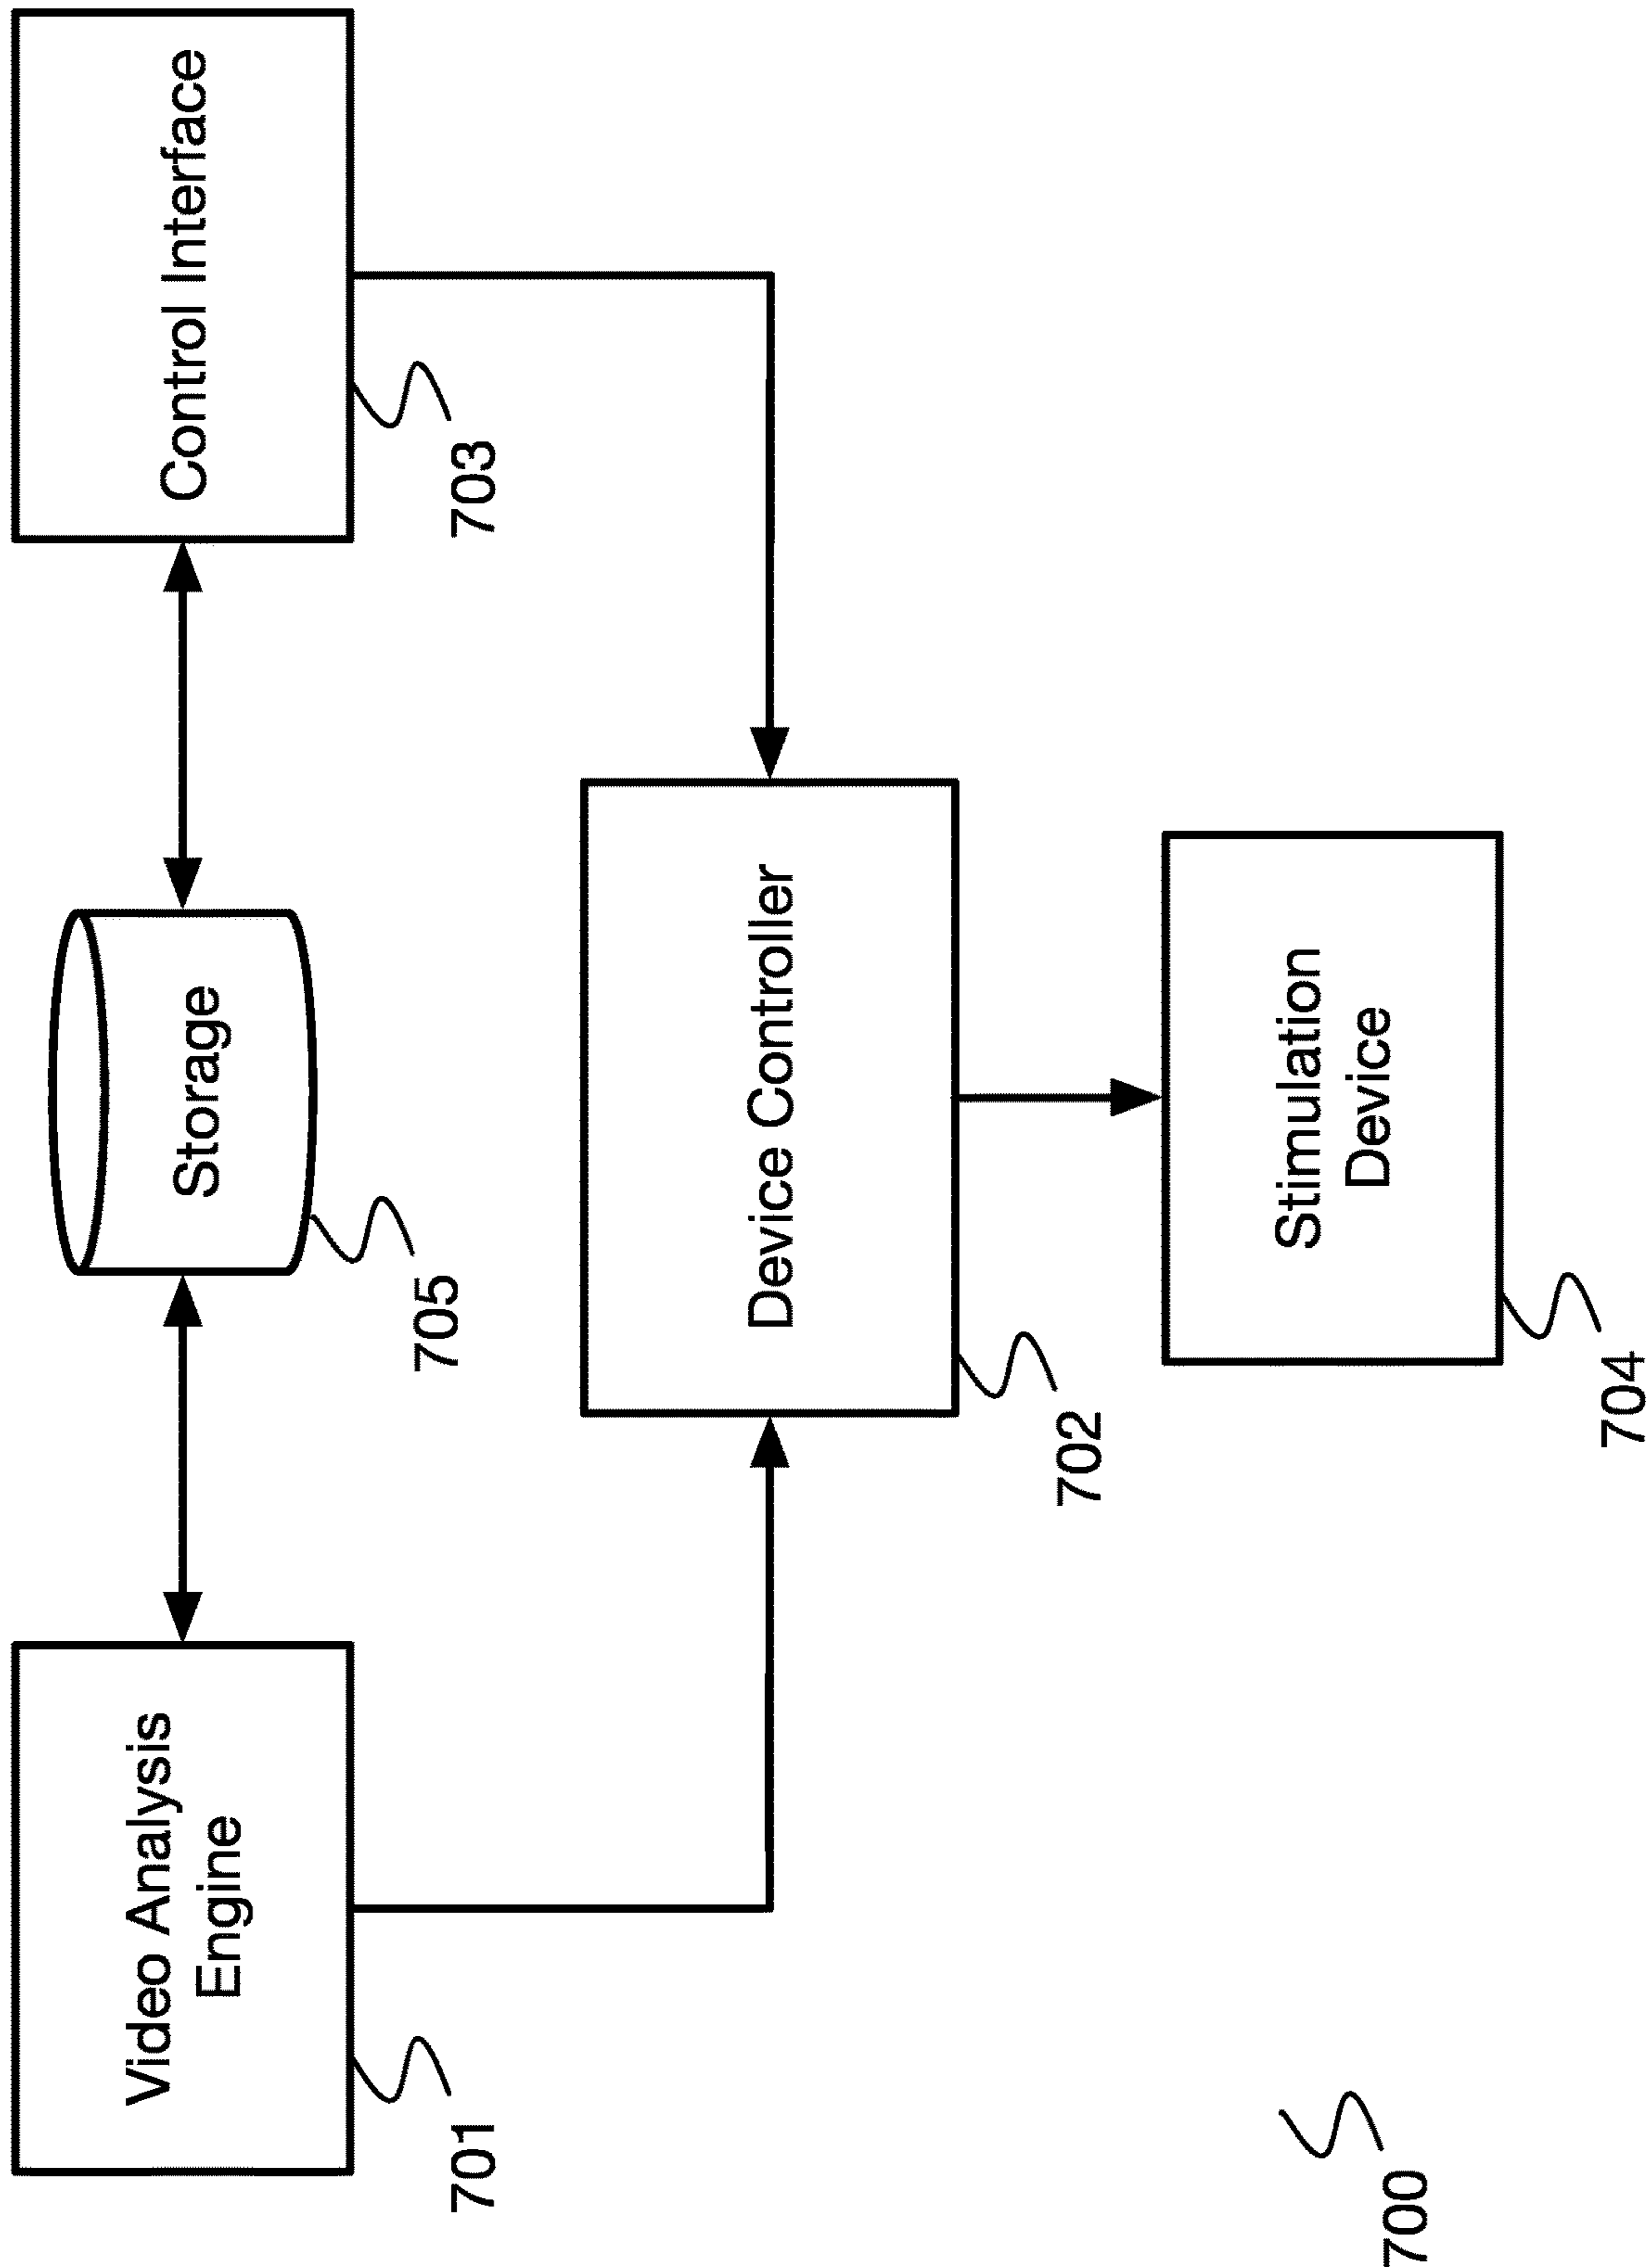 Video Analysis
Engine
701
Storage
705
Control Interface
703
Device Controller
702
Stimulation
Device
704
700